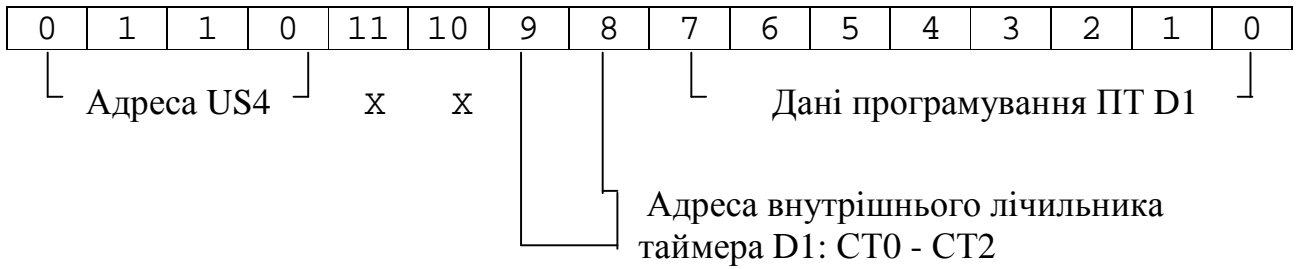 0 1 1 0 11 10 9 8 7 6 5 4 3 2 1 0
Адреса US4 X X Дані програмування ПТ D1
Адреса внутрішнього лічильника
таймера D1: CT0 - CT2